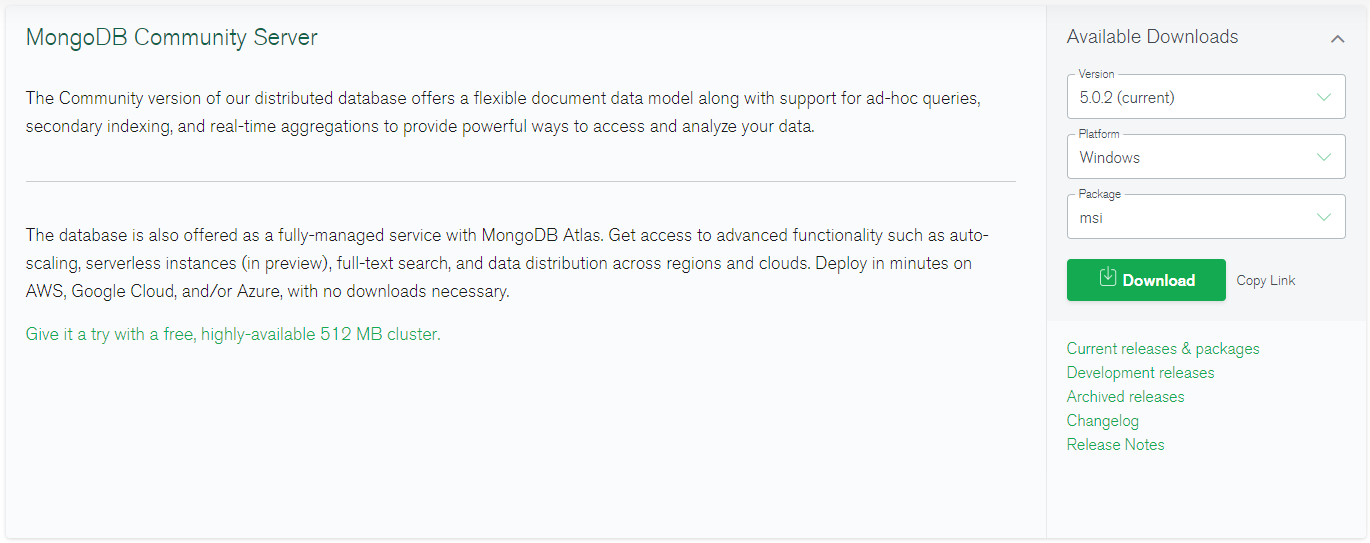 MongoDB Community Server
The Community version of our distributed database offers a flexible document data model along with support for ad-hoc queries,
secondary indexing, and real-time aggregations to provide powerful ways to access and analyze your data.
The database is also offered as a fully-managed service with MongoDB Atlas. Get access to advanced functionality such as auto-
scaling, serverless instances (in preview), full-text search, and data distribution across regions and clouds. Deploy in minutes on
AWS, Google Cloud, and/or Azure, with no downloads necessary.
Give it a try with a free, highly-available 512 MB cluster.
Available Downloads
Version
5.0.2 (current)
Platform
Windows
Package
msi
Download Copy Link
Current releases & packages
Development releases
Archived releases
Changelog
Release Notes